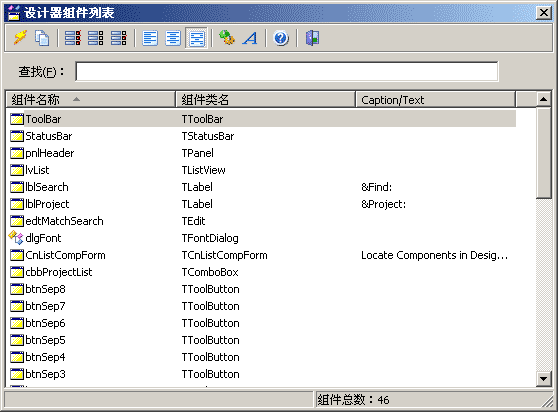 设计器组件列表
查找(F)：
组件名称 组件类名 Caption/Text
ToolBar TToolBar
StatusBar TStatusBar
pnlHeader TPanel
lvList TListView
lblSearch TLabel &Find:
lblProject TLabel &Project:
edtMatchSearch TEdit
dlgFont TFontDialog
CnListCompForm TCnListCompForm Locate Components in Desig...
cbbProjectList TComboBox
btnSep8 TToolButton
btnSep7 TToolButton
btnSep6 TToolButton
btnSep5 TToolButton
btnSep4 TToolButton
btnSep3 TToolButton
组件总数：46